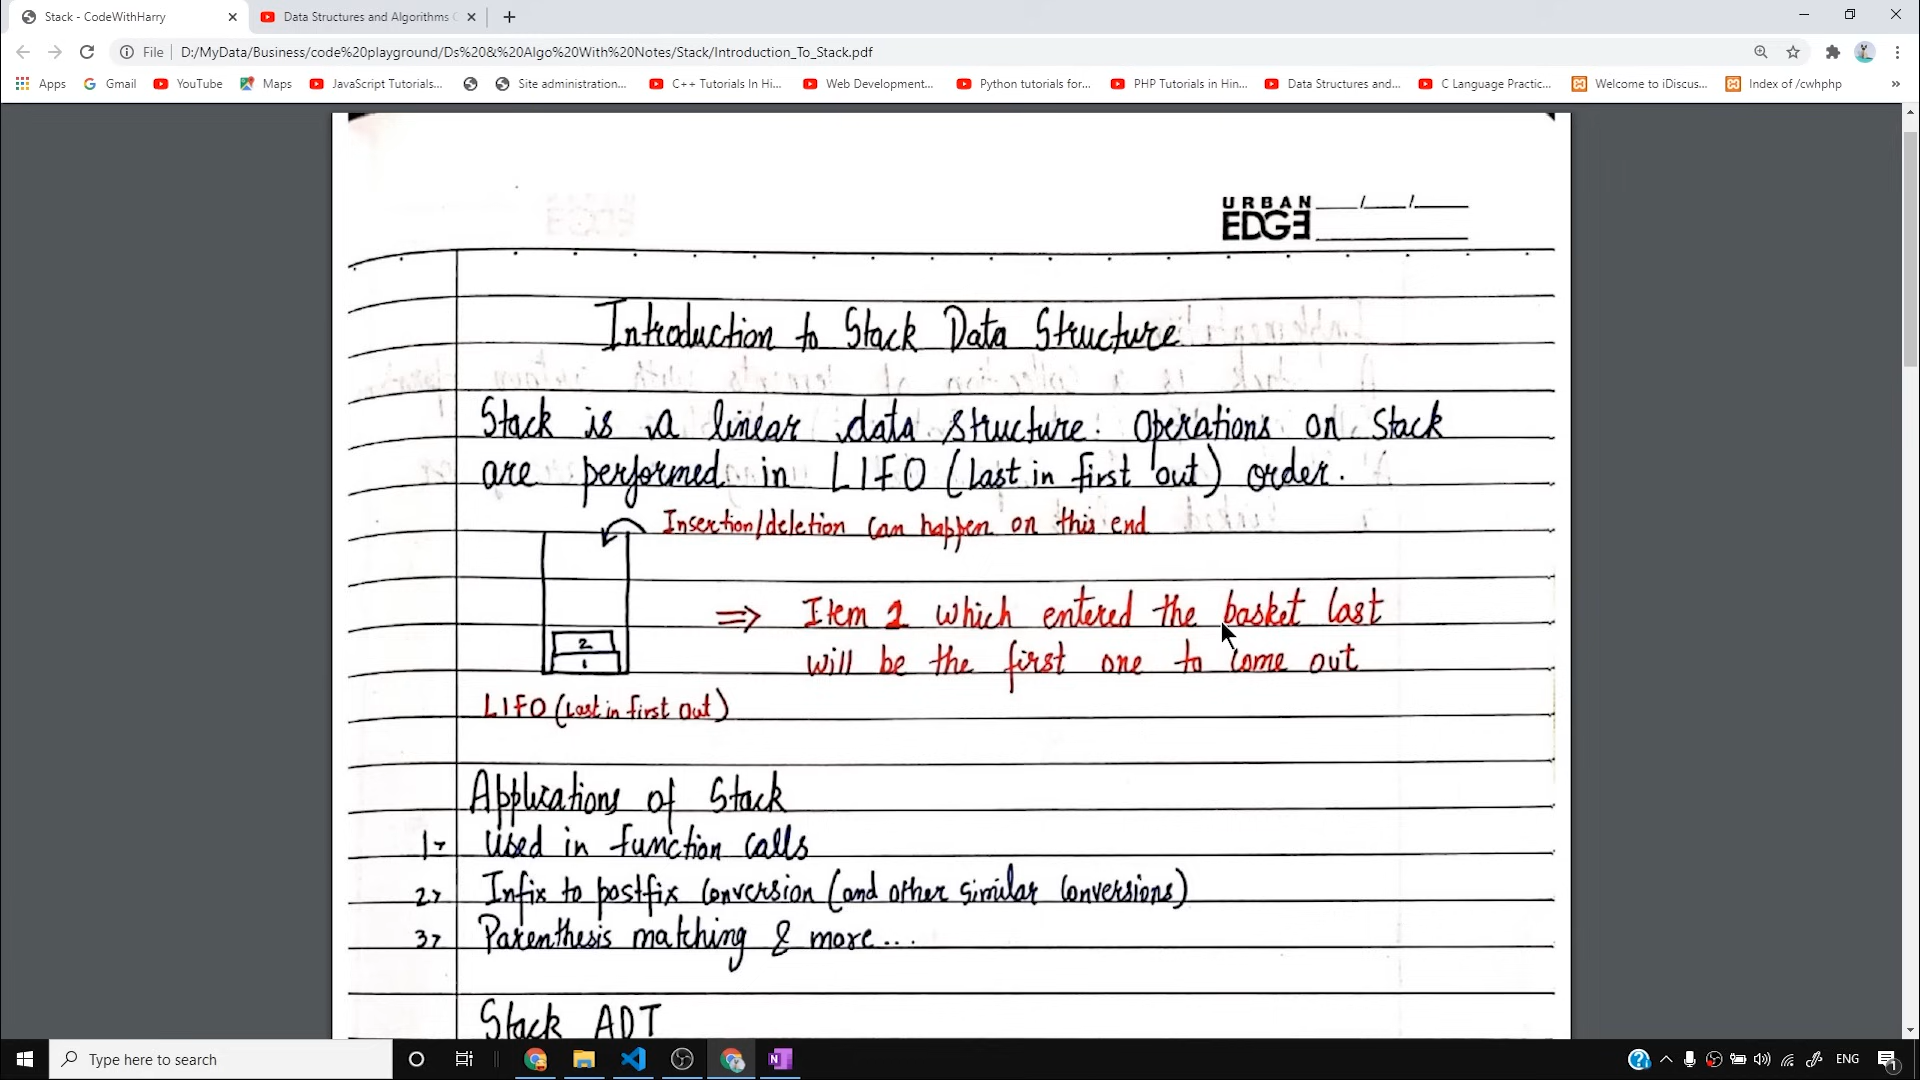 Stack - CodeWithHarry
Data Structures and Algorithms C
File D:/MyData/Business/code%20playground/Ds%20&%20Algo%20With%20Notes/Stack/Introduction_To_Stack.pdf
Apps Gmail YouTube Maps JavaScript Tutorials... Site administration... C++ Tutorials In Hi... Web Development... Python tutorials for... PHP Tutorials in Hin... Data Structures and... C Language Practic... Welcome to iDiscus... Index of /cwhphp »
URBAN
EDGE
Introduction to Stack Data Structure
Stack is a linear data structure. Operations on Stack
are performed in LIFO (Last in first out) order.
Insertion/deletion can happen on this end
⇒ Item 2 which entered the basket last
will be the first one to come out
2
1
LIFO (Last in first out)
Applications of Stack
1> Used in function calls
2> Infix to postfix conversion (and other similar conversions)
3> Parenthesis matching & more...
Stack ADT
Type here to search
ENG
1